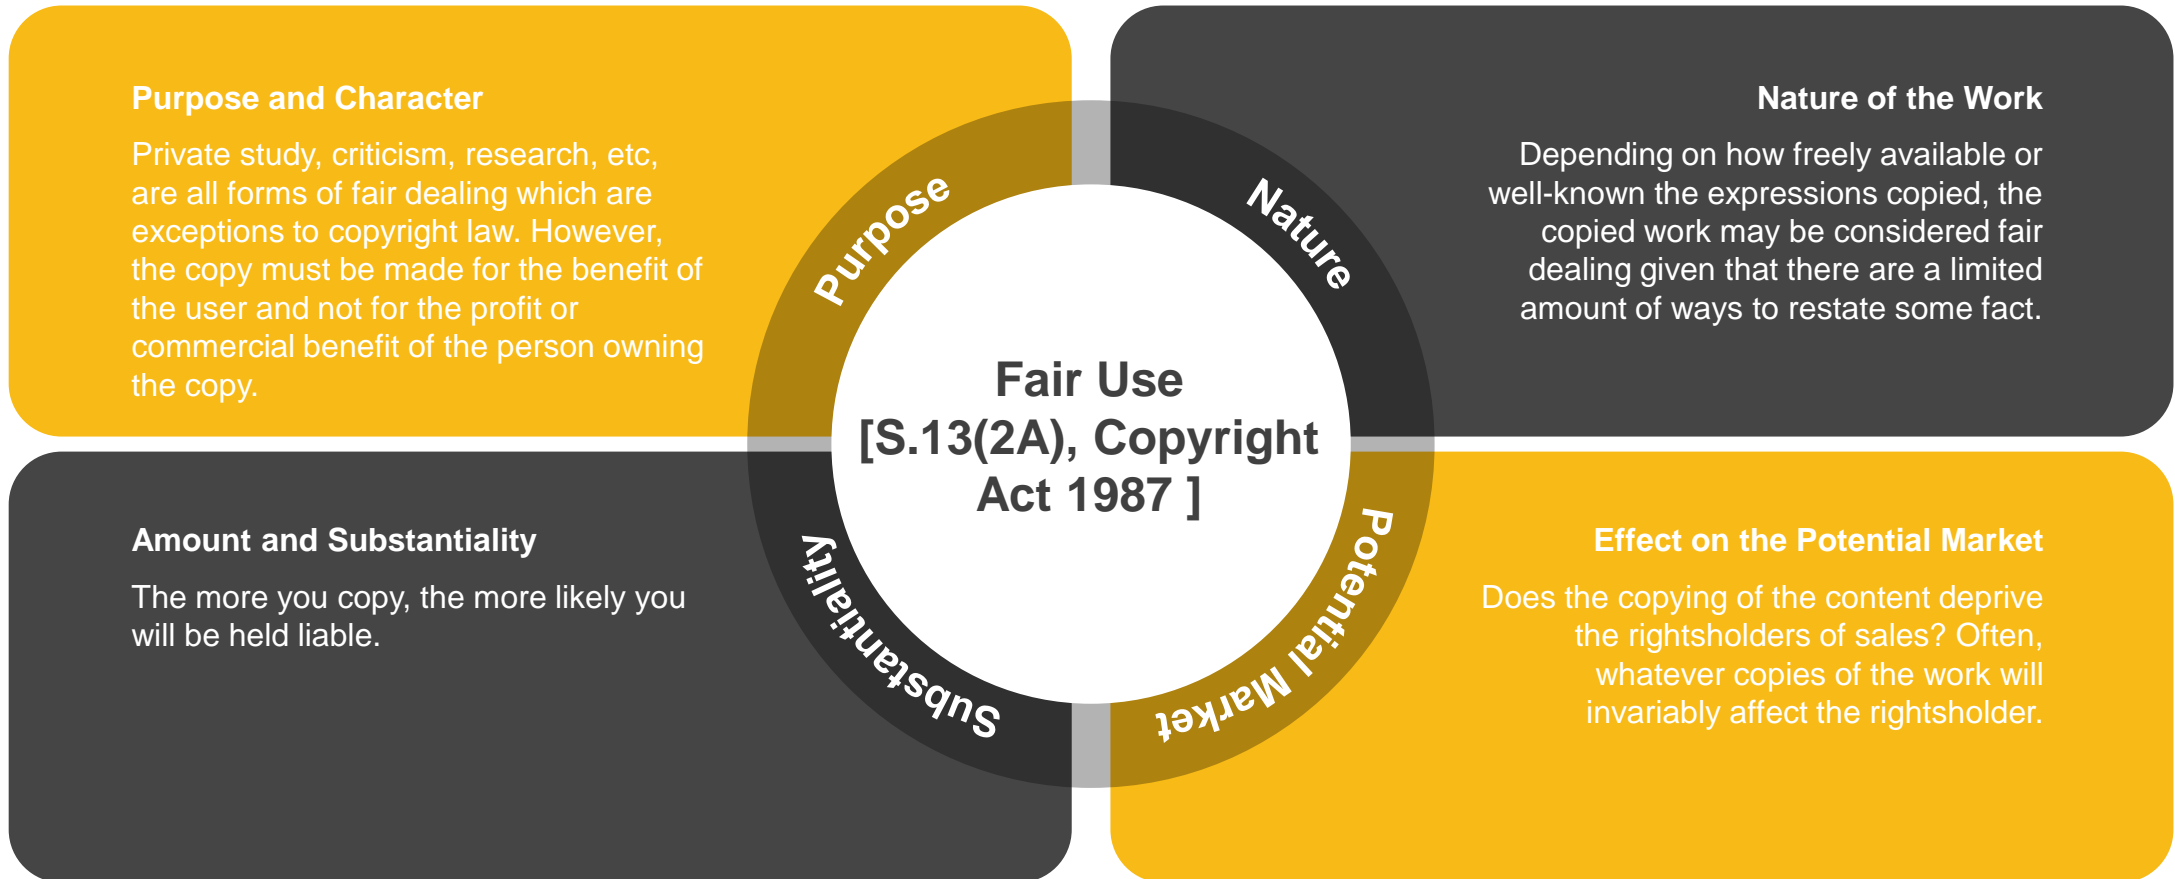 Purpose and Character
Private study, criticism, research, etc,
are all forms of fair dealing which are
exceptions to copyright law. However,
the copy must be made for the benefit of
the user and not for the profit or
commercial benefit of the person owning
the copy.
Nature of the Work
Depending on how freely available or
well-known the expressions copied, the
copied work may be considered fair
dealing given that there are a limited
amount of ways to restate some fact.
Purpose
Nature
Fair Use
[S.13(2A), Copyright
Act 1987 ]
Substantiality
Potential Market
Amount and Substantiality
The more you copy, the more likely you
will be held liable.
Effect on the Potential Market
Does the copying of the content deprive
the rightsholders of sales? Often,
whatever copies of the work will
invariably affect the rightsholder.